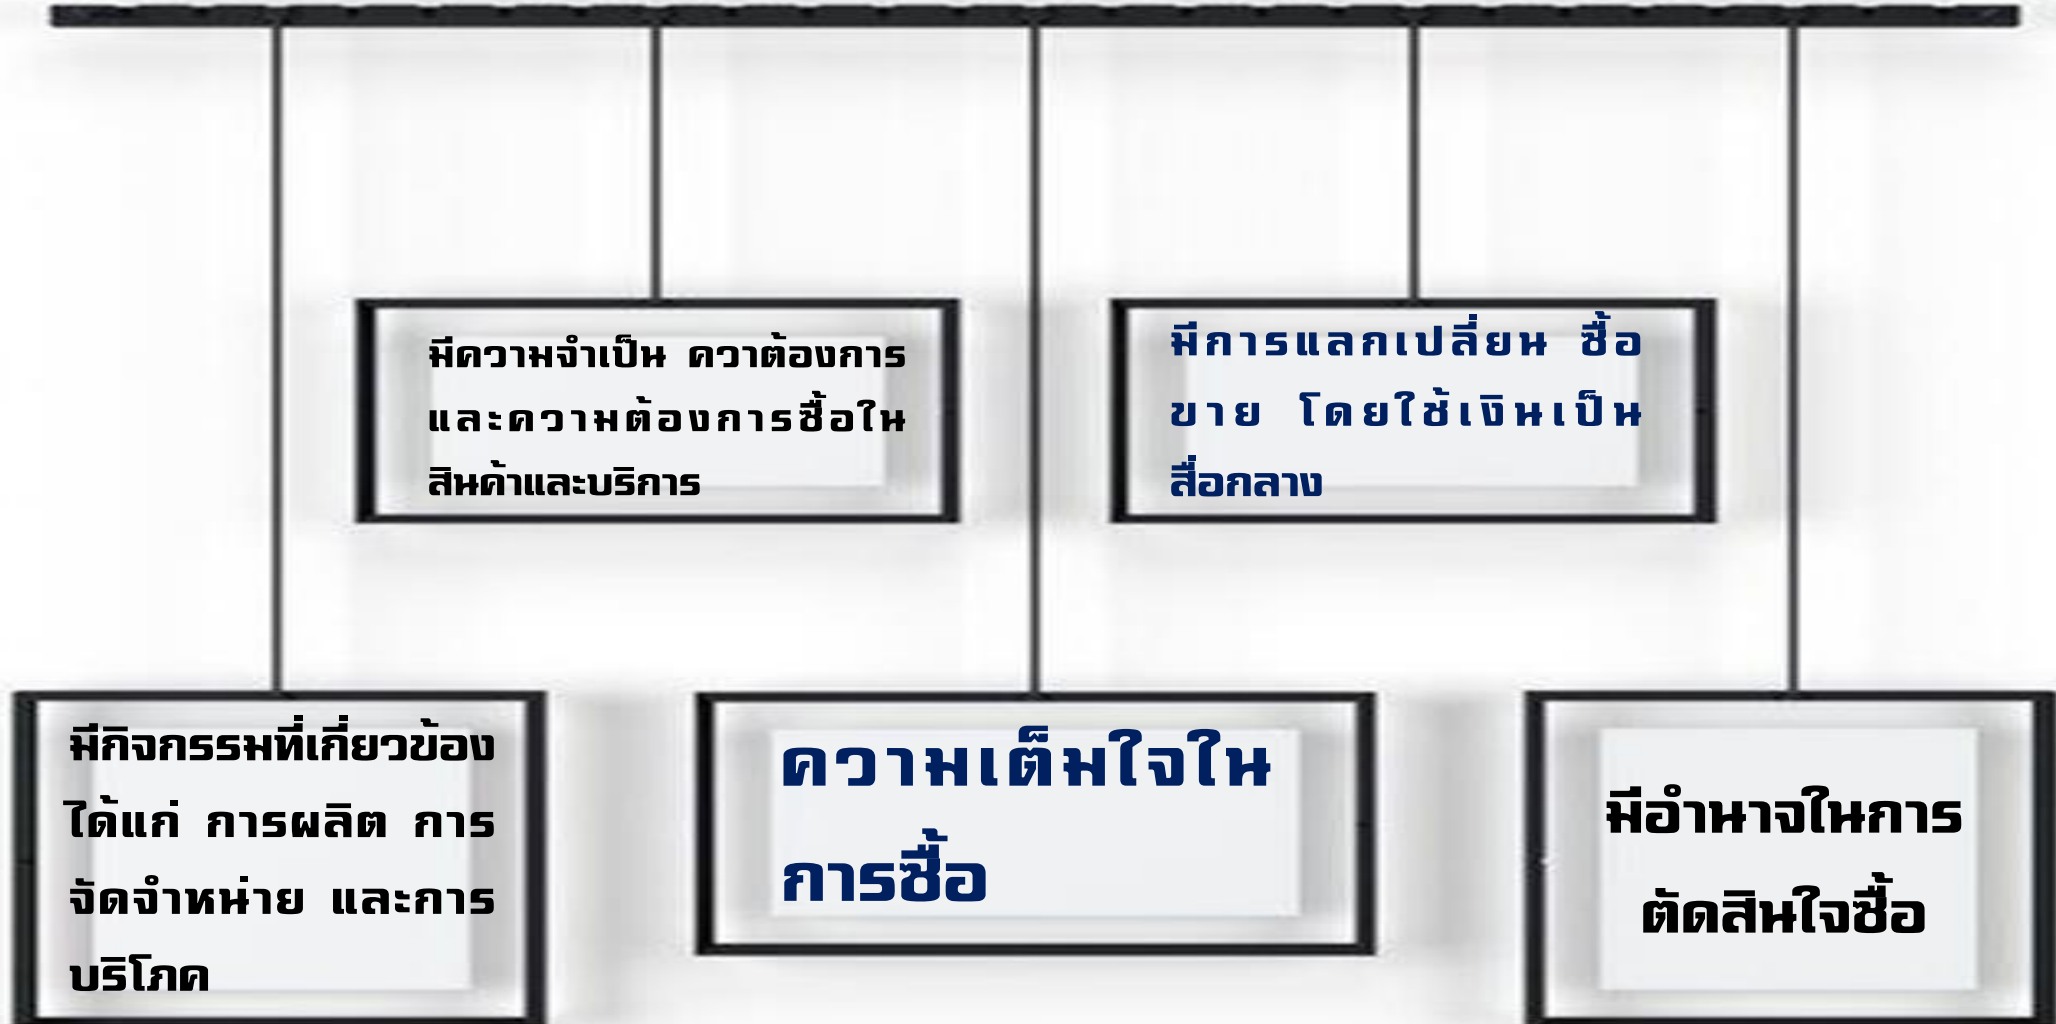 มีความจำเป็น ควาต้องการ
และความต้องการซื้อใน
สินค้าและบริการ
มีการแลกเปลี่ยน ซื้อ
ขาย โดยใช้เงินเป็น
สื่อกลาง
มีกิจกรรมที่เกี่ยวข้อง
ได้แก่ การผลิต การ
จัดจำหน่าย และการ
บริโภค
ความเต็มใจใน
การซื้อ
มีอำนาจในการ
ตัดสินใจซื้อ